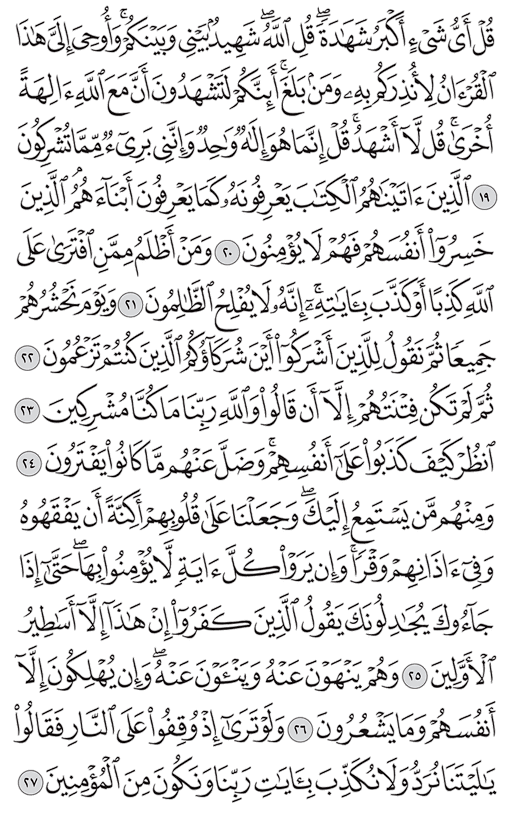 قُلْ أَيُّ شَيْءٍ أَكْبَرُ شَهَٰدَةًۖ قُلِ ٱللَّهُۖ شَهِيدُۢ بَيْنِي وَبَيْنَكُمْۚ وَأُوحِيَ إِلَيَّ هَٰذَا
ٱلْقُرْءَانُ لِأُنذِرَكُم بِهِۦ وَمَنۢ بَلَغَۚ أَئِنَّكُمْ لَتَشْهَدُونَ أَنَّ مَعَ ٱللَّهِ ءَالِهَةً
أُخْرَىٰۚ قُل لَّآ أَشْهَدُۚ قُلْ إِنَّمَا هُوَ إِلَٰهٌ وَٰحِدٌ وَإِنَّنِي بَرِيٓءٌ مِّمَّا تُشْرِكُونَ
١٩ ٱلَّذِينَ ءَاتَيْنَٰهُمُ ٱلْكِتَٰبَ يَعْرِفُونَهُۥ كَمَا يَعْرِفُونَ أَبْنَآءَهُمُۘ ٱلَّذِينَ
خَسِرُوٓا۟ أَنفُسَهُمْ فَهُمْ لَا يُؤْمِنُونَ ٢٠ وَمَنْ أَظْلَمُ مِمَّنِ ٱفْتَرَىٰ عَلَى
ٱللَّهِ كَذِبًا أَوْ كَذَّبَ بِـَٔايَٰتِهِۦٓۗ إِنَّهُۥ لَا يُفْلِحُ ٱلظَّٰلِمُونَ ٢١ وَيَوْمَ نَحْشُرُهُمْ
جَمِيعًا ثُمَّ نَقُولُ لِلَّذِينَ أَشْرَكُوٓا۟ أَيْنَ شُرَكَآؤُكُمُ ٱلَّذِينَ كُنتُمْ تَزْعُمُونَ ٢٢
ثُمَّ لَمْ تَكُن فِتْنَتُهُمْ إِلَّآ أَن قَالُوا۟ وَٱللَّهِ رَبِّنَا مَا كُنَّا مُشْرِكِينَ ٢٣
ٱنظُرْ كَيْفَ كَذَبُوا۟ عَلَىٰٓ أَنفُسِهِمْۚ وَضَلَّ عَنْهُم مَّا كَانُوا۟ يَفْتَرُونَ ٢٤
وَمِنْهُم مَّن يَسْتَمِعُ إِلَيْكَۖ وَجَعَلْنَا عَلَىٰ قُلُوبِهِمْ أَكِنَّةً أَن يَفْقَهُوهُ
وَفِيٓ ءَاذَانِهِمْ وَقْرًاۚ وَإِن يَرَوْا۟ كُلَّ ءَايَةٍ لَّا يُؤْمِنُوا۟ بِهَاۖ حَتَّىٰٓ إِذَا
جَآءُوكَ يُجَٰدِلُونَكَ يَقُولُ ٱلَّذِينَ كَفَرُوٓا۟ إِنْ هَٰذَآ إِلَّآ أَسَٰطِيرُ
ٱلْأَوَّلِينَ ٢٥ وَهُمْ يَنْهَوْنَ عَنْهُ وَيَنْـَٔوْنَ عَنْهُۖ وَإِن يُهْلِكُونَ إِلَّآ
أَنفُسَهُمْ وَمَا يَشْعُرُونَ ٢٦ وَلَوْ تَرَىٰٓ إِذْ وُقِفُوا۟ عَلَى ٱلنَّارِ فَقَالُوا۟
يَٰلَيْتَنَا نُرَدُّ وَلَا نُكَذِّبَ بِـَٔايَٰتِ رَبِّنَا وَنَكُونَ مِنَ ٱلْمُؤْمِنِينَ ٢٧